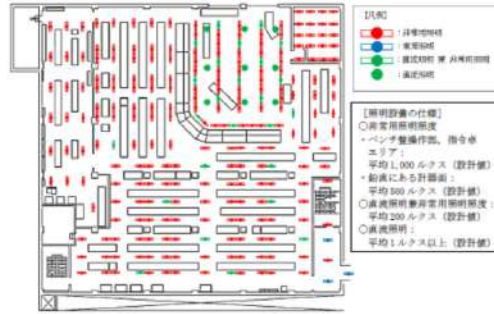 【凡例】
：非常用照明
：常用照明
：直流照明 兼 非常用照明
：直流照明
［照明設備の仕様］
○非常用照明照度
・ベンチ盤操作面，指令卓
エリア：
平均1,000 ルクス（設計値）
・鉛直にある計器面：
平均500 ルクス（設計値）
○直流照明兼非常用照明照度：
平均200 ルクス（設計値）
○直流照明：
平均1ルクス以上（設計値）